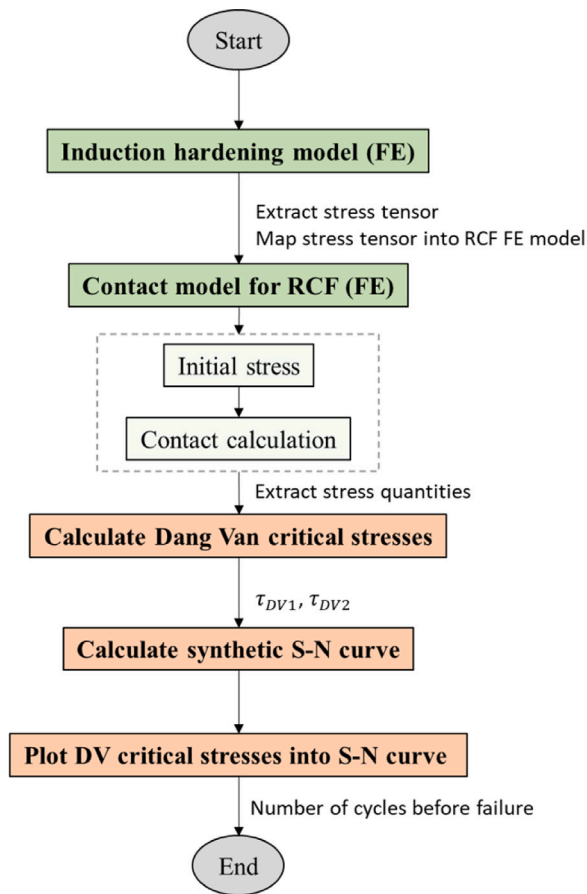 Start
Induction hardening model (FE)
Extract stress tensor
Map stress tensor into RCF FE model
Contact model for RCF (FE)
Initial stress
Contact calculation
Extract stress quantities
Calculate Dang Van critical stresses
τ_DV1, τ_DV2
Calculate synthetic S-N curve
Plot DV critical stresses into S-N curve
Number of cycles before failure
End